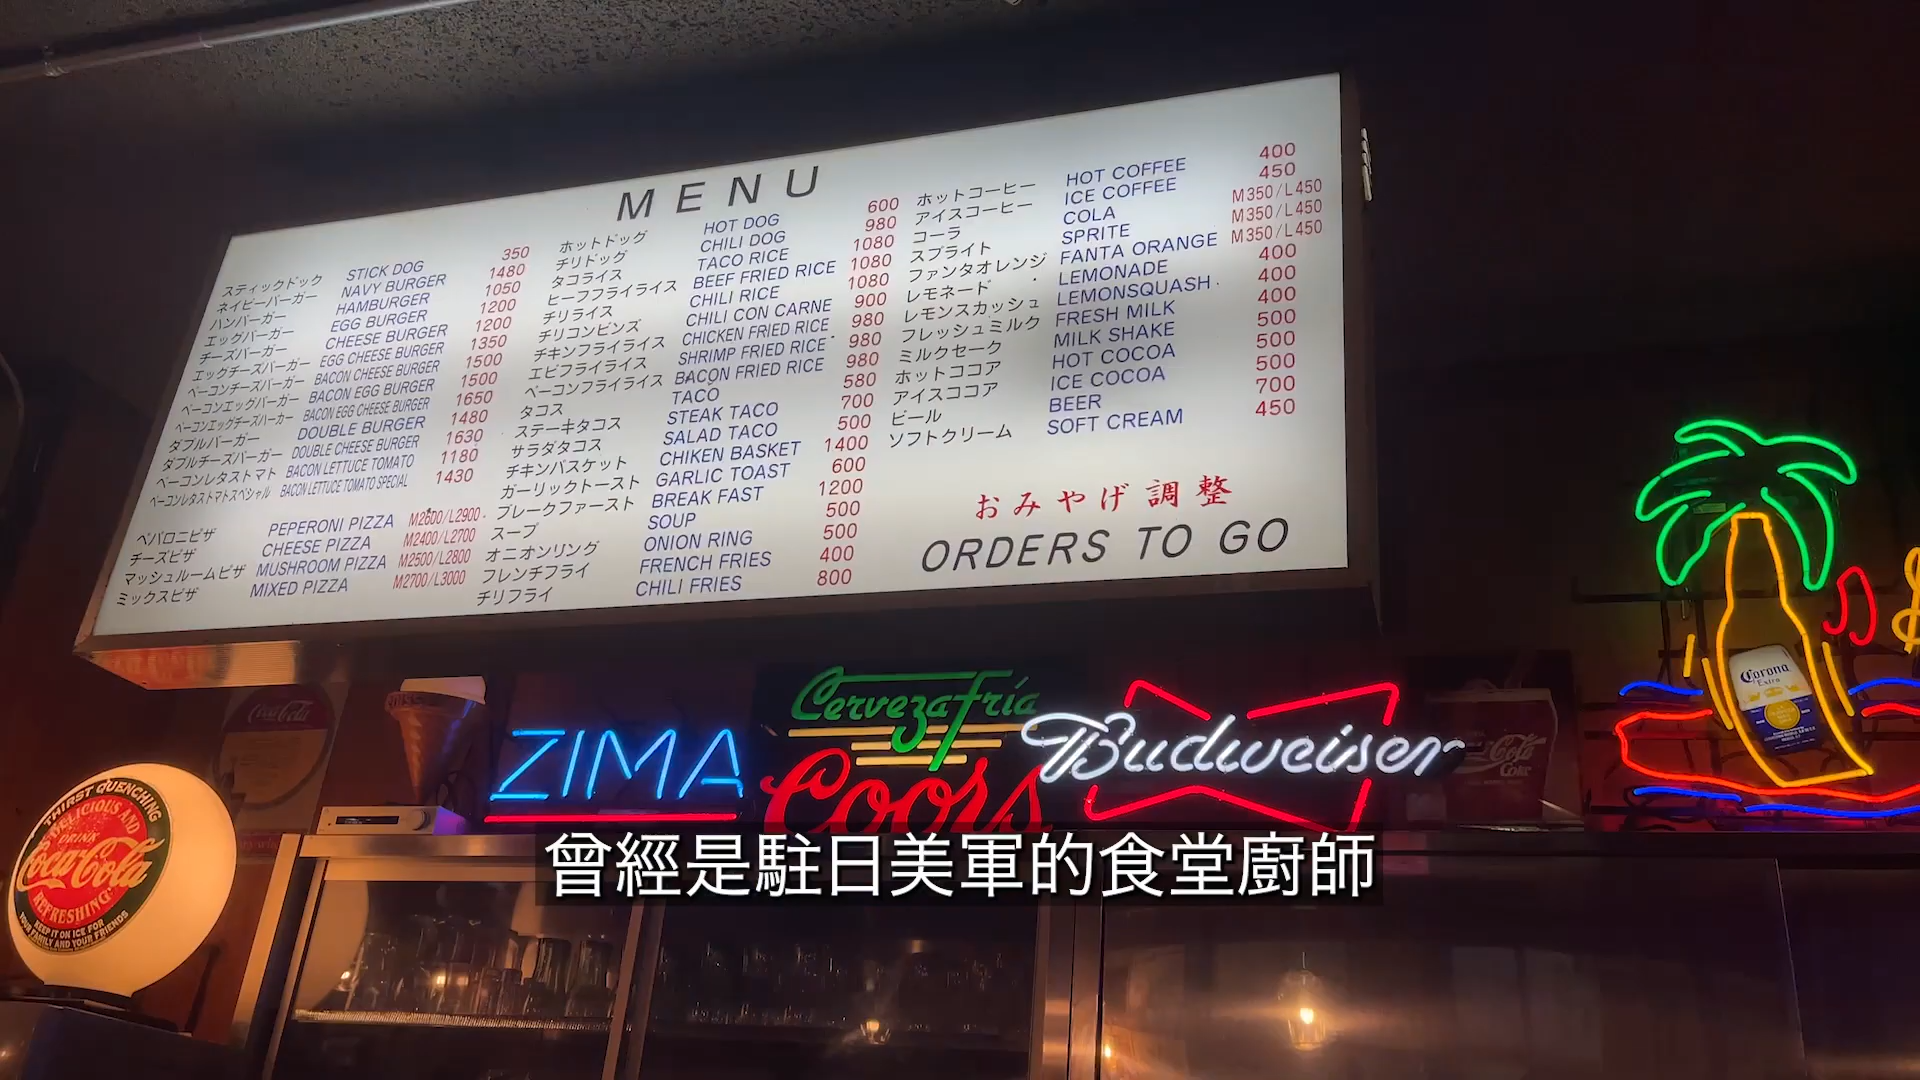 MENU
スティックドック STICK DOG 350
ネイビーバーガー NAVY BURGER 1480
ハンバーガー HAMBURGER 1050
エッグバーガー EGG BURGER 1200
チーズバーガー CHEESE BURGER 1200
エッグチーズバーガー EGG CHEESE BURGER 1350
ベーコンチーズバーガー BACON CHEESE BURGER 1500
ベーコンエッグバーガー BACON EGG BURGER 1500
ベーコンエッグチーズバーカー BACON EGG CHEESE BURGER 1650
ダブルバーガー DOUBLE BURGER 1480
ダブルチーズバーガー DOUBLE CHEESE BURGER 1630
ベーコンレタストマト BACON LETTUCE TOMATO 1180
ベーコンレタストマトスペシャル BACON LETTUCE TOMATO SPECIAL 1430
ペパロニピザ PEPERONI PIZZA M2600/L2900
チーズピザ CHEESE PIZZA M2400/L2700
マッシュルームピザ MUSHROOM PIZZA M2500/L2800
ミックスピザ MIXED PIZZA M2700/L3000
ホットドッグ HOT DOG 600
チリドッグ CHILI DOG 980
タコライス TACO RICE 1080
ビーフフライライス BEEF FRIED RICE 1080
チリライス CHILI RICE 1080
チリコンビンズ CHILI CON CARNE 900
チキンフライライス CHICKEN FRIED RICE 980
エビフライライス SHRIMP FRIED RICE 980
ベーコンフライライス BACON FRIED RICE 980
タコス TACO 580
ステーキタコス STEAK TACO 700
サラダタコス SALAD TACO 500
チキンバスケット CHIKEN BASKET 1400
ガーリックトースト GARLIC TOAST 600
ブレークファースト BREAK FAST 1200
スープ SOUP 500
オニオンリング ONION RING 500
フレンチフライ FRENCH FRIES 400
チリフライ CHILI FRIES 800
ホットコーヒー HOT COFFEE 400
アイスコーヒー ICE COFFEE 450
コーラ COLA M350/L450
スプライト SPRITE M350/L450
ファンタオレンジ FANTA ORANGE M350/L450
レモネード LEMONADE 400
レモンスカッシュ LEMONSQUASH 400
フレッシュミルク FRESH MILK 400
ミルクセーク MILK SHAKE 500
ホットココア HOT COCOA 500
アイスココア ICE COCOA 500
ビール BEER 700
ソフトクリーム SOFT CREAM 450
おみやげ調整
ORDERS TO GO
Coca-Cola
ZIMA
Cerveza Fría
Coors
Budweiser
Coca-Cola
Coke
Corona
Extra
THIRST QUENCHING
DELICIOUS AND
DRINK
Coca-Cola
REFRESHING
KEEP IT ON ICE FOR
YOUR FAMILY AND YOUR FRIENDS
曾經是駐日美軍的食堂廚師